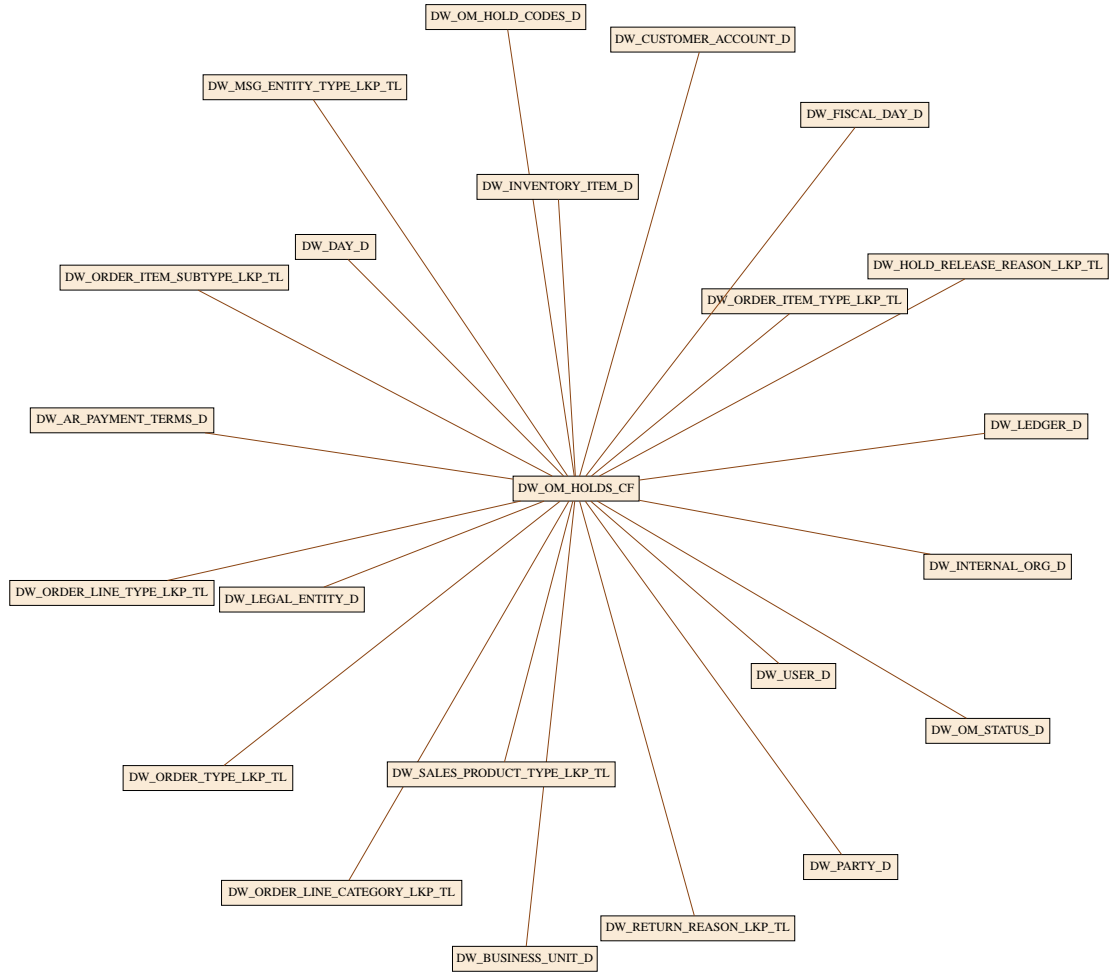 DW_OM_HOLD_CODES_D
DW_CUSTOMER_ACCOUNT_D
DW_MSG_ENTITY_TYPE_LKP_TL
DW_FISCAL_DAY_D
DW_INVENTORY_ITEM_D
DW_DAY_D
DW_HOLD_RELEASE_REASON_LKP_TL
DW_ORDER_ITEM_SUBTYPE_LKP_TL
DW_ORDER_ITEM_TYPE_LKP_TL
DW_AR_PAYMENT_TERMS_D
DW_LEDGER_D
DW_OM_HOLDS_CF
DW_INTERNAL_ORG_D
DW_ORDER_LINE_TYPE_LKP_TL
DW_LEGAL_ENTITY_D
DW_USER_D
DW_OM_STATUS_D
DW_ORDER_TYPE_LKP_TL
DW_SALES_PRODUCT_TYPE_LKP_TL
DW_PARTY_D
DW_ORDER_LINE_CATEGORY_LKP_TL
DW_RETURN_REASON_LKP_TL
DW_BUSINESS_UNIT_D